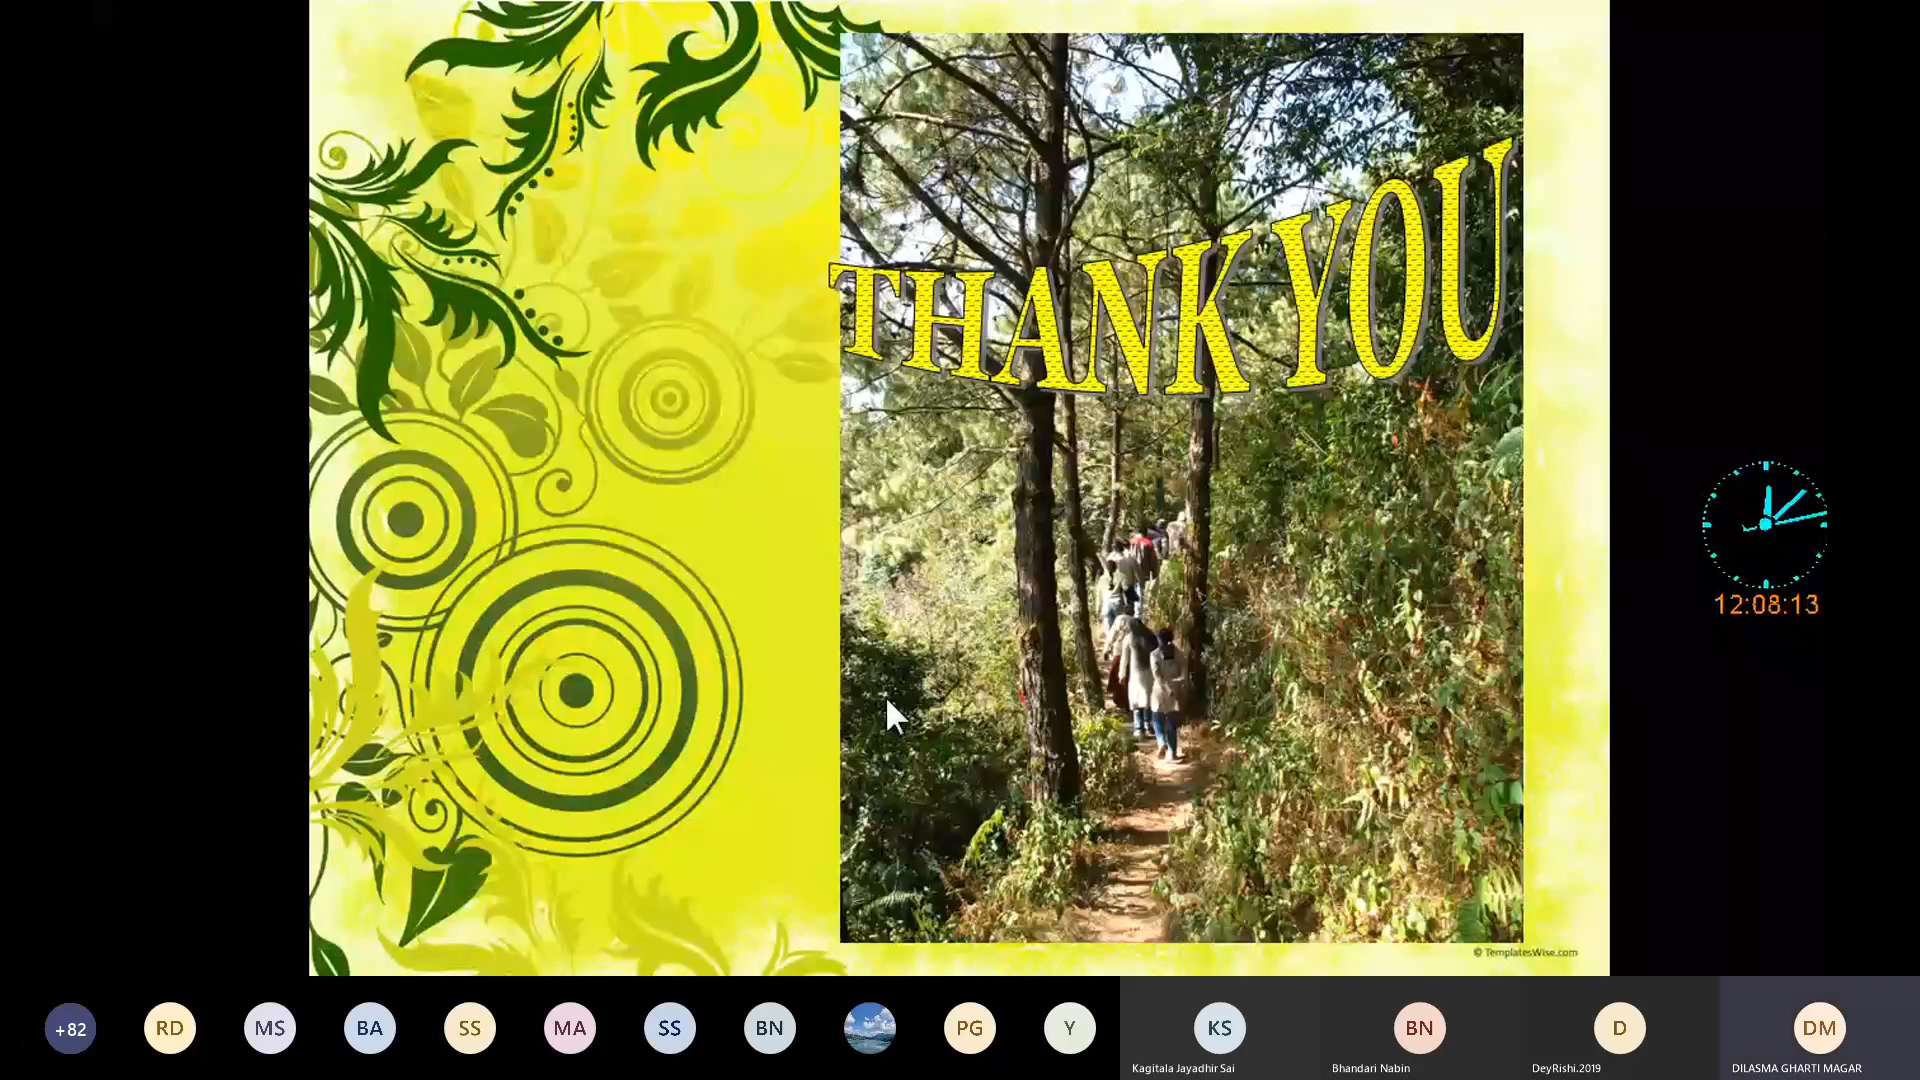 THANK YOU
12:08:13
© TemplatesWise.com
+82
RD
MS
BA
SS
MA
SS
BN
PG
Y
KS
BN
D
DM
Kagitala Jayadhir Sai
Bhandari Nabin
DeyRishi.2019
DILASMA GHARTI MAGAR